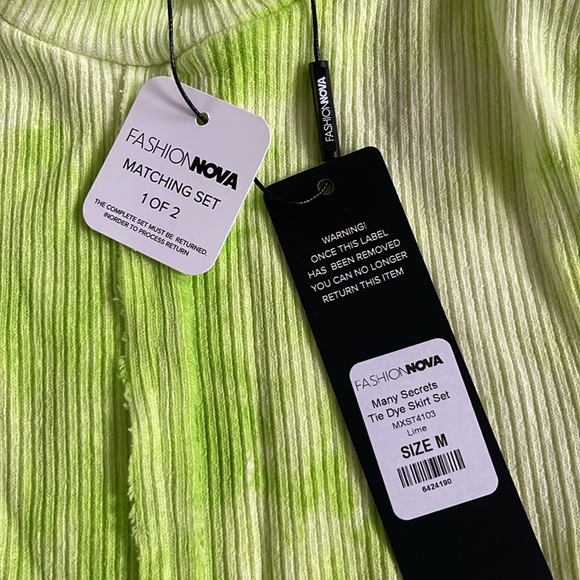 FASHIONNOVA
MATCHING SET
1 OF 2
THE COMPLETE SET MUST BE RETURNED.
INORDER TO PROCESS RETURN
FASHIONNOVA
WARNING!
ONCE THIS LABEL
HAS BEEN REMOVED
YOU CAN NO LONGER
RETURN THIS ITEM
FASHIONNOVA
Many Secrets
Tie Dye Skirt Set
MXST4103
Lime
SIZE M
6424190